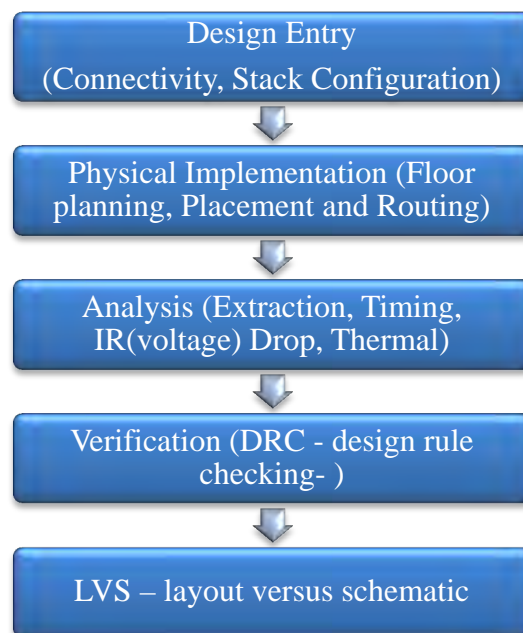 Design Entry
(Connectivity, Stack Configuration)
Physical Implementation (Floor
planning, Placement and Routing)
Analysis (Extraction, Timing,
IR(voltage) Drop, Thermal)
Verification (DRC - design rule
checking- )
LVS – layout versus schematic